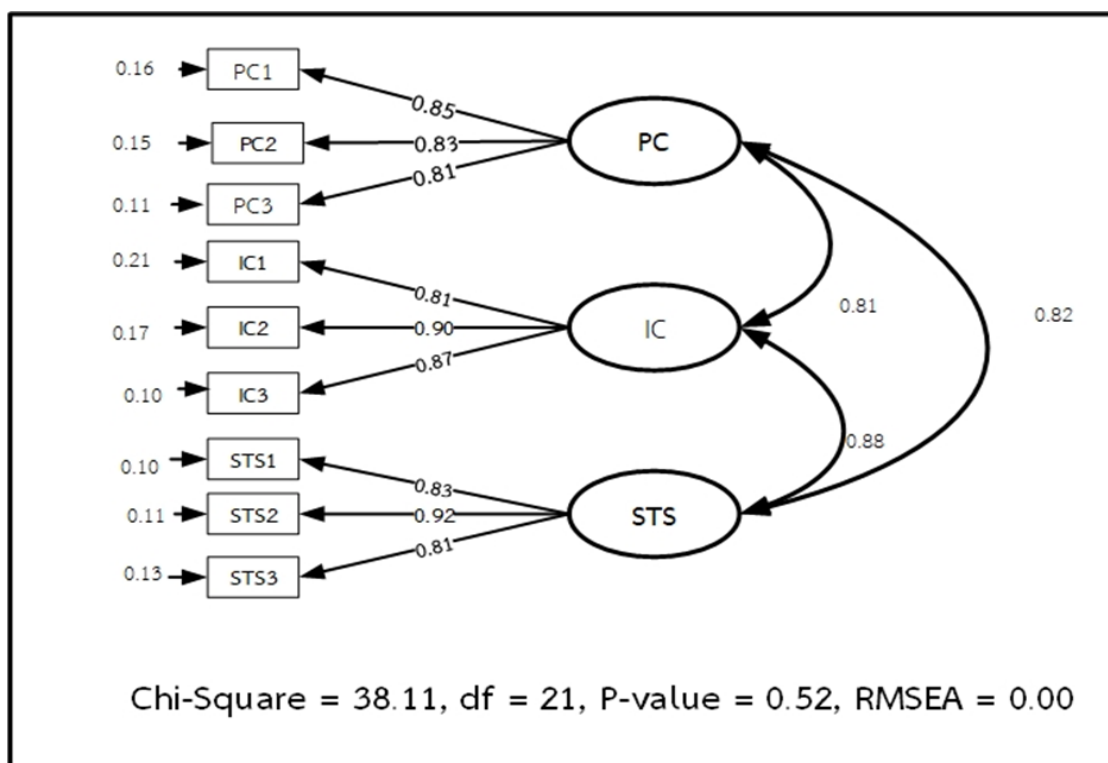 0.16 PC1 0.85
0.15 PC2 0.83 PC
0.11 PC3 0.81
0.21 IC1 0.81 0.81 0.82
0.17 IC2 0.90 IC
0.10 IC3 0.87
0.88
0.10 STS1 0.83
0.11 STS2 0.92 STS
0.13 STS3 0.81
Chi-Square = 38.11, df = 21, P-value = 0.52, RMSEA = 0.00